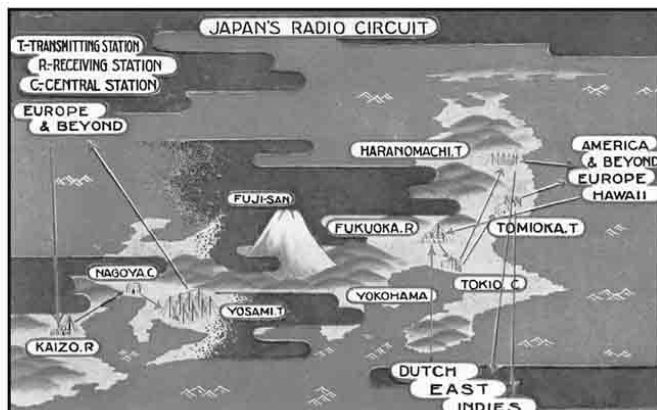 JAPAN'S RADIO CIRCUIT
T.-TRANSMITTING STATION
R.-RECEIVING STATION
C.-CENTRAL STATION
EUROPE
& BEYOND
HARANOMACHI.T
AMERICA
& BEYOND
EUROPE
HAWAII
FUJI-SAN
FUKUOKA.R
TOMIOKA.T
NAGOYA.C.
TOKIO.C.
YOKOHAMA
YOSAMI.T
KAIZO.R
DUTCH
EAST
INDIES